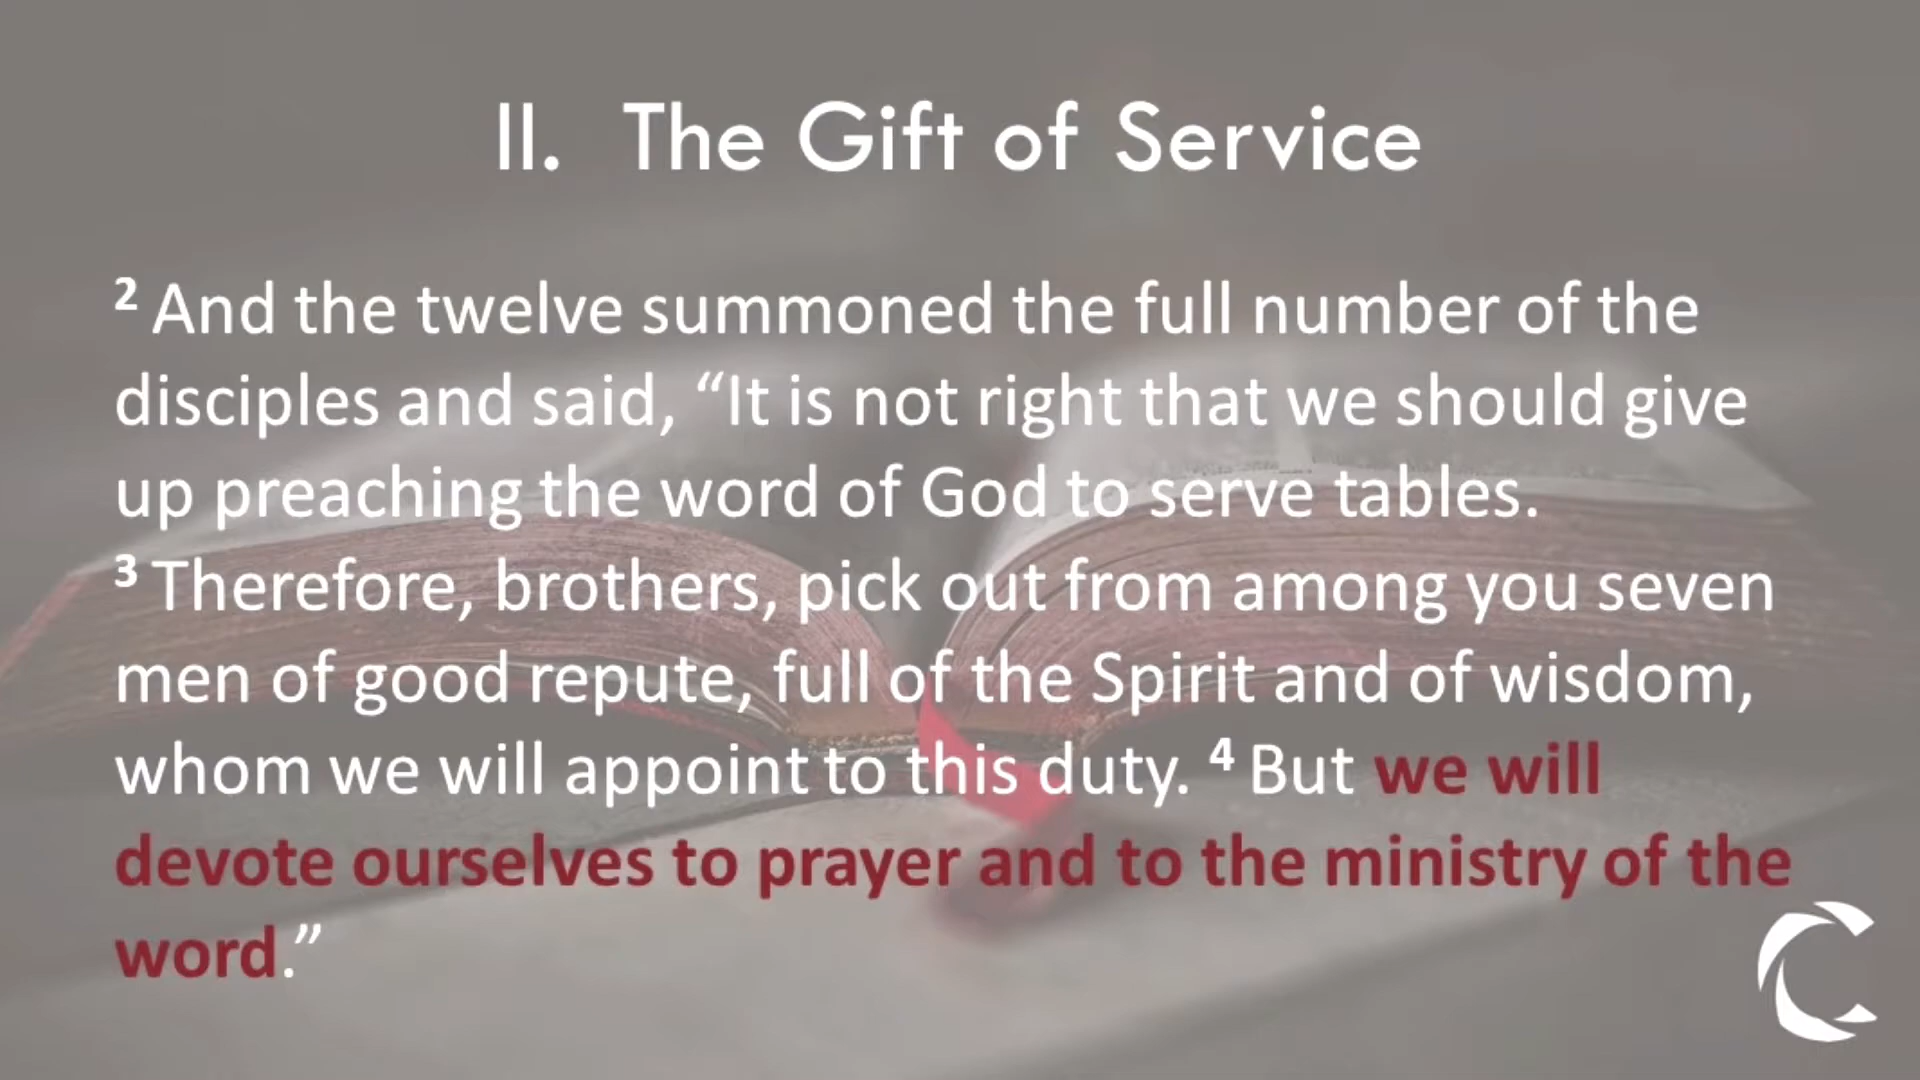 II. The Gift of Service
2 And the twelve summoned the full number of the
disciples and said, “It is not right that we should give
up preaching the word of God to serve tables.
3 Therefore, brothers, pick out from among you seven
men of good repute, full of the Spirit and of wisdom,
whom we will appoint to this duty. 4 But we will
devote ourselves to prayer and to the ministry of the
word.”